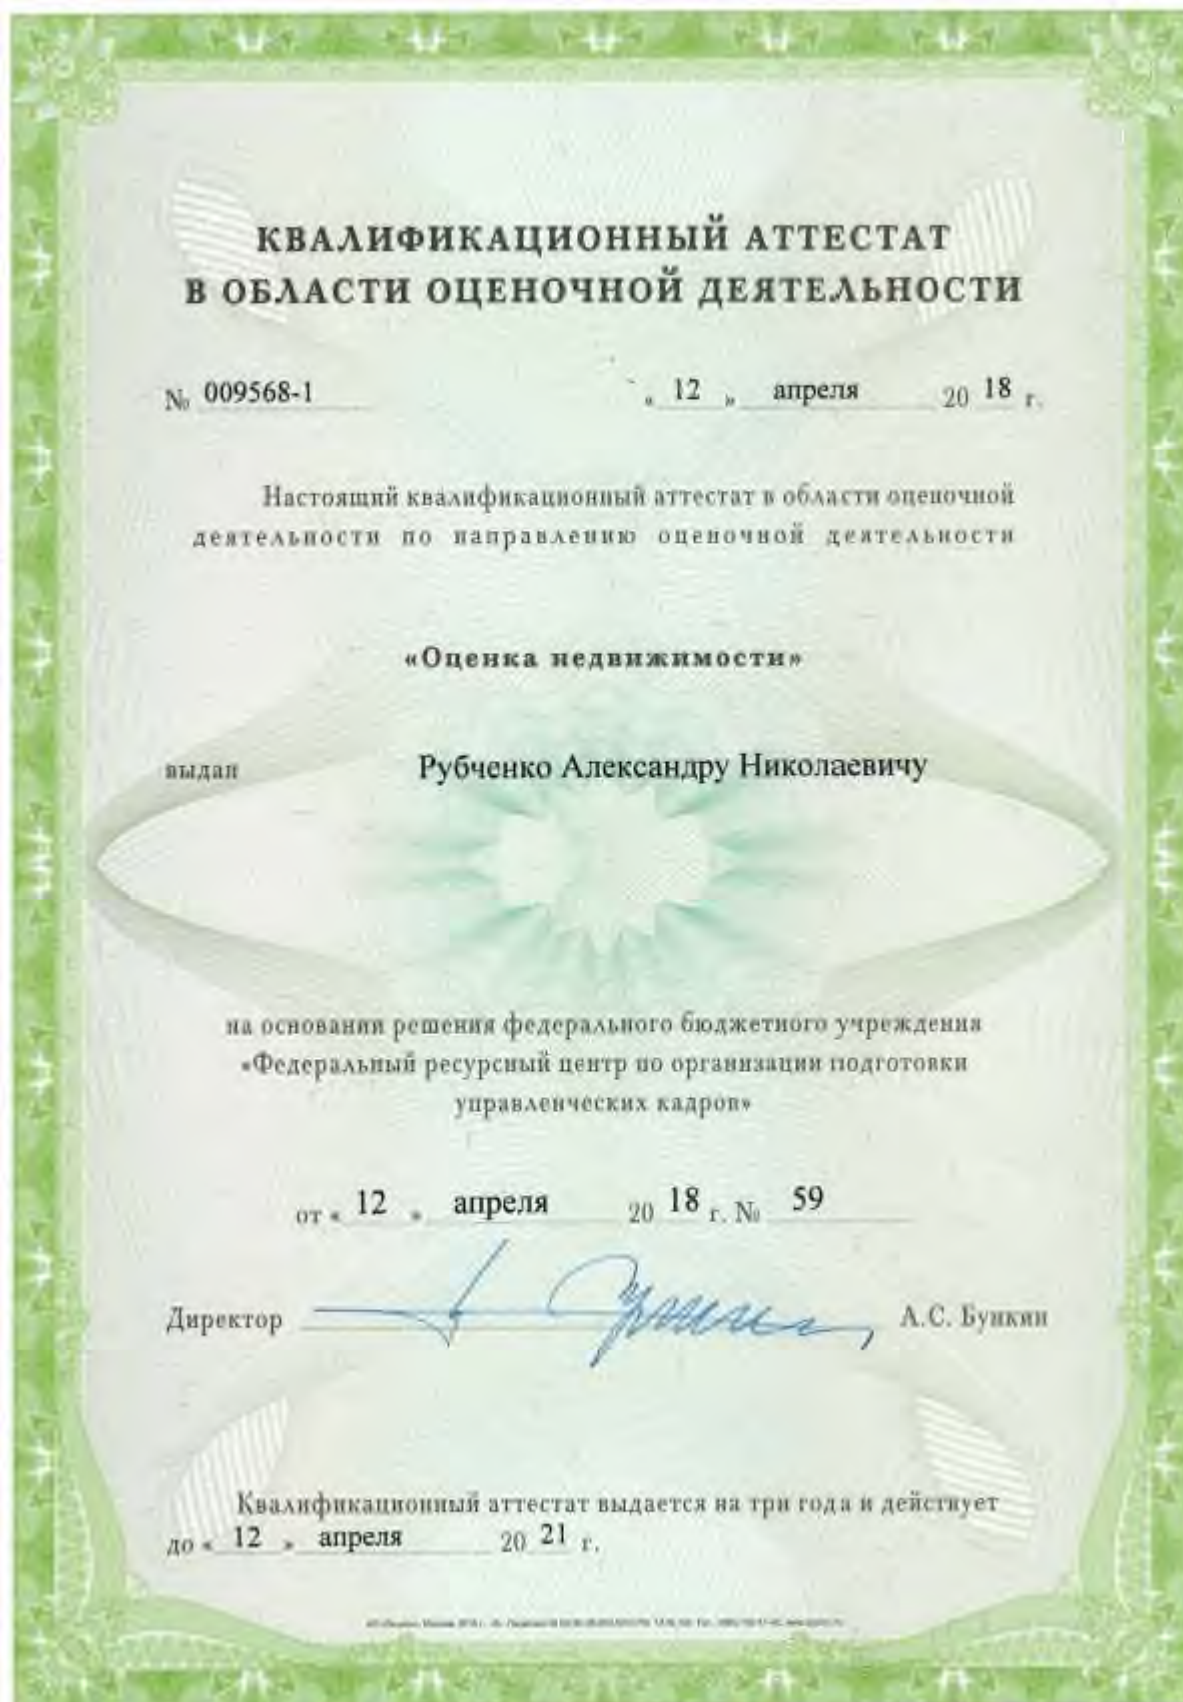 КВАЛИФИКАЦИОННЫЙ АТТЕСТАТ
В ОБЛАСТИ ОЦЕНОЧНОЙ ДЕЯТЕЛЬНОСТИ
№ 009568-1 « 12 » апреля 20 18 г.
Настоящий квалификационный аттестат в области оценочной
деятельности по направлению оценочной деятельности
«Оценка недвижимости»
выдан Рубченко Александру Николаевичу
на основании решения федерального бюджетного учреждения
«Федеральный ресурсный центр по организации подготовки
управленческих кадров»
от « 12 » апреля 20 18 г. № 59
Директор А.С. Бункин
Квалификационный аттестат выдается на три года и действует
до « 12 » апреля 20 21 г.